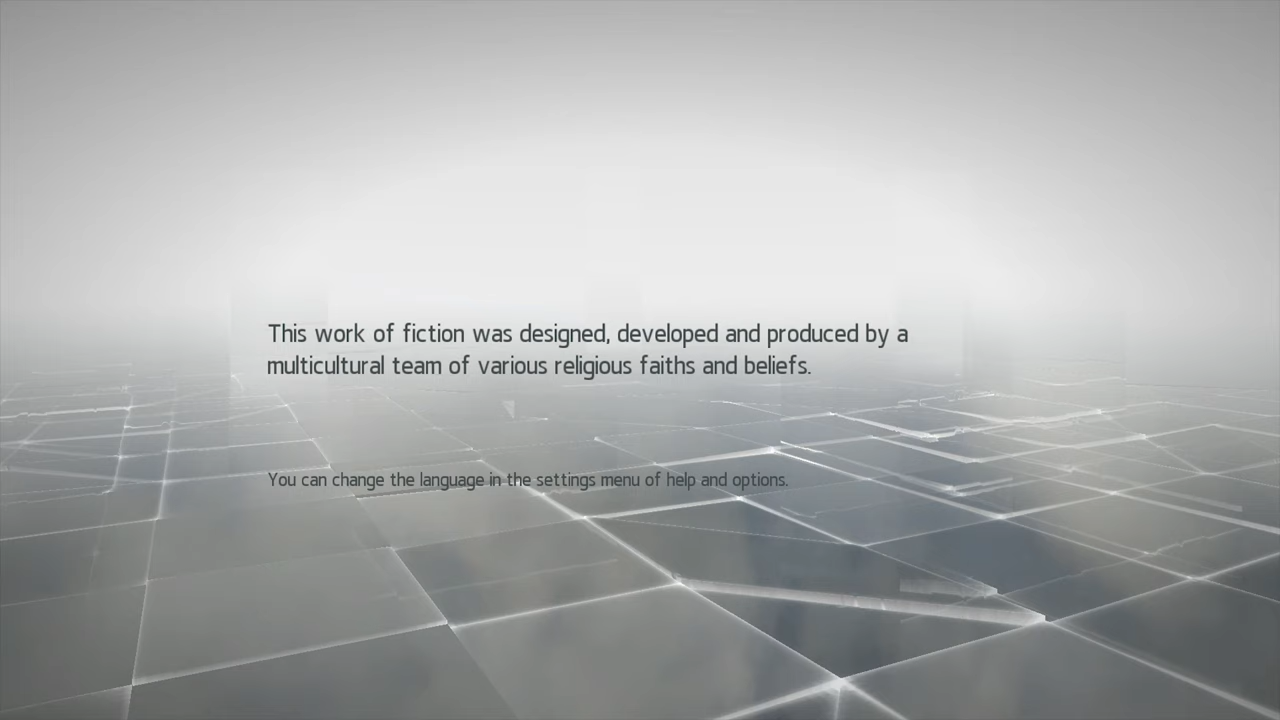 This work of fiction was designed, developed and produced by a
multicultural team of various religious faiths and beliefs.
You can change the language in the settings menu of help and options.